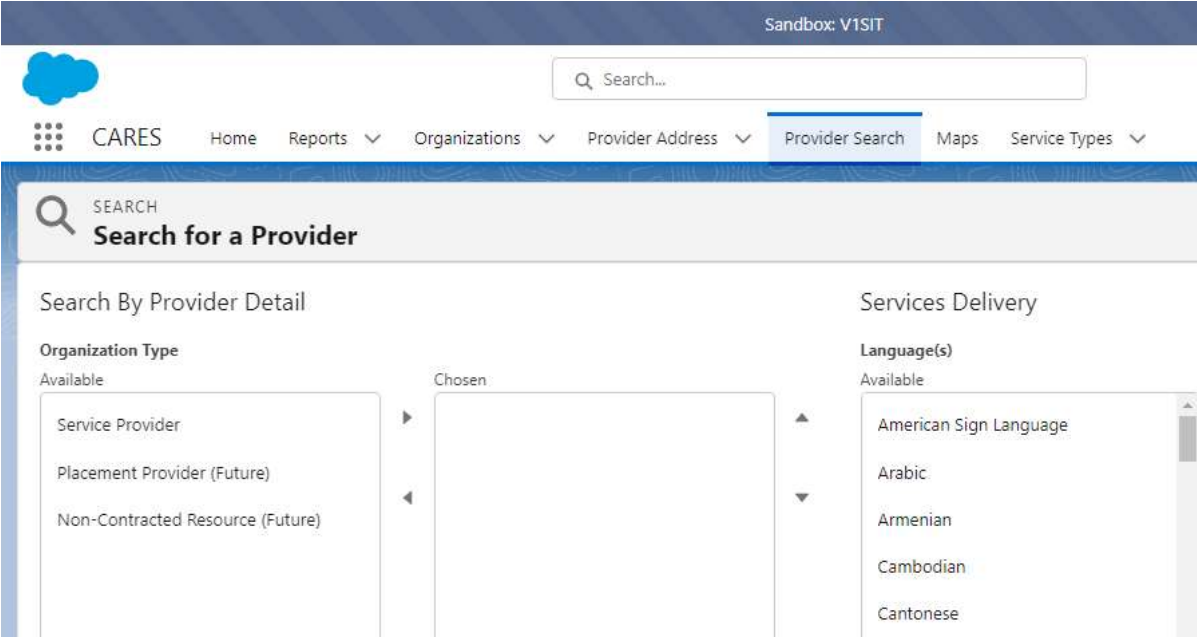 Sandbox: V1SIT
Search...
CARES Home Reports Organizations Provider Address Provider Search Maps Service Types
SEARCH
Search for a Provider
Search By Provider Detail
Organization Type
Available
Service Provider
Placement Provider (Future)
Non-Contracted Resource (Future)
Chosen
Services Delivery
Language(s)
Available
American Sign Language
Arabic
Armenian
Cambodian
Cantonese